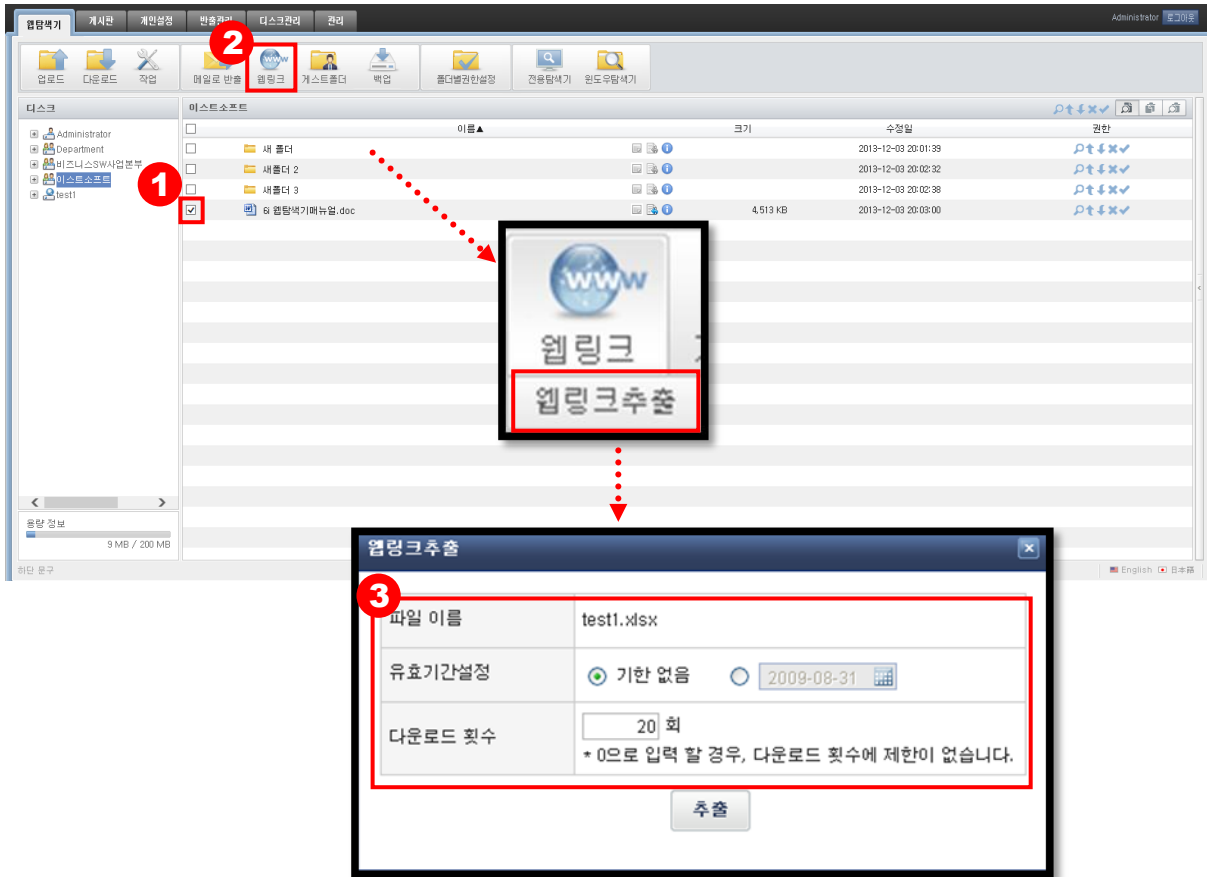 웹탐색기 게시판 개인설정 반출관리 디스크관리 관리 Administrator 로그아웃
2
업로드 다운로드 작업 메일로 반출 웹링크 게스트폴더 백업 폴더별권한설정 전용탐색기 윈도우탐색기
디스크 이스토소프트
이름▲ 크기 수정일 권한
Administrator
Department
비즈니스SW사업본부
이스토소프트
test1
1
새 폴더 2013-12-03 20:01:39
새폴더 2 2013-12-03 20:02:32
새폴더 3 2013-12-03 20:02:38
6i 웹탐색기매뉴얼.doc 4,513 KB 2013-12-03 20:03:00
www
웹링크
웹링크추출
용량 정보
9 MB / 200 MB
하단 문구 English 日本語
웹링크추출
3
파일 이름 test1.xlsx
유효기간설정 기한 없음 2009-08-31
다운로드 횟수 20 회
* 0으로 입력 할 경우, 다운로드 횟수에 제한이 없습니다.
추출